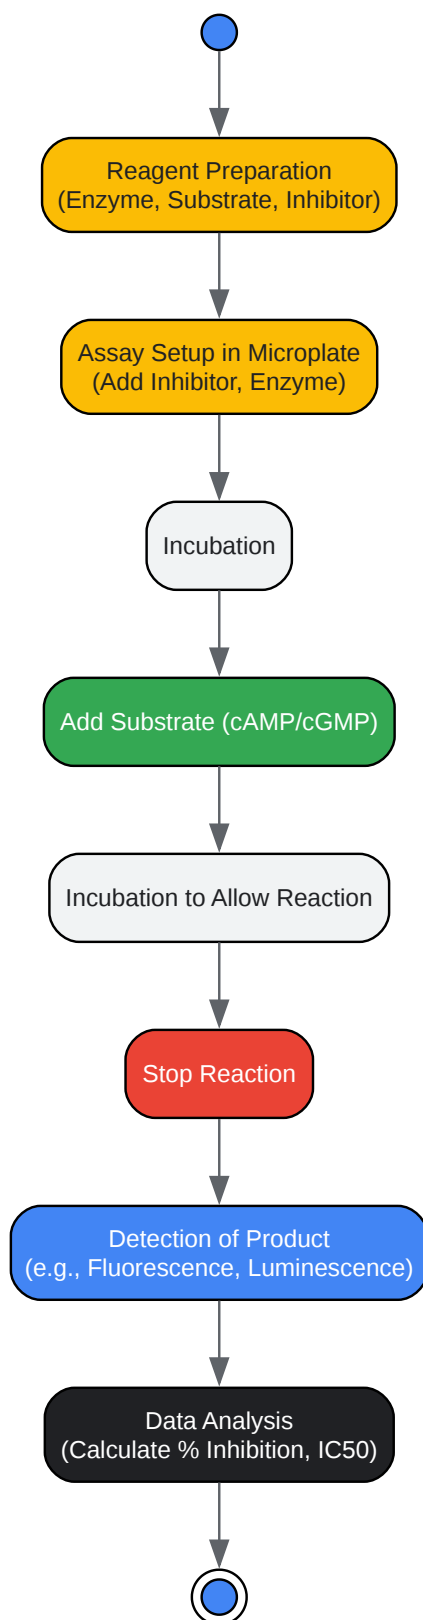 Reagent Preparation
(Enzyme, Substrate, Inhibitor)
Assay Setup in Microplate
(Add Inhibitor, Enzyme)
Incubation
Add Substrate (cAMP/cGMP)
Incubation to Allow Reaction
Stop Reaction
Detection of Product
(e.g., Fluorescence, Luminescence)
Data Analysis
(Calculate % Inhibition, IC50)